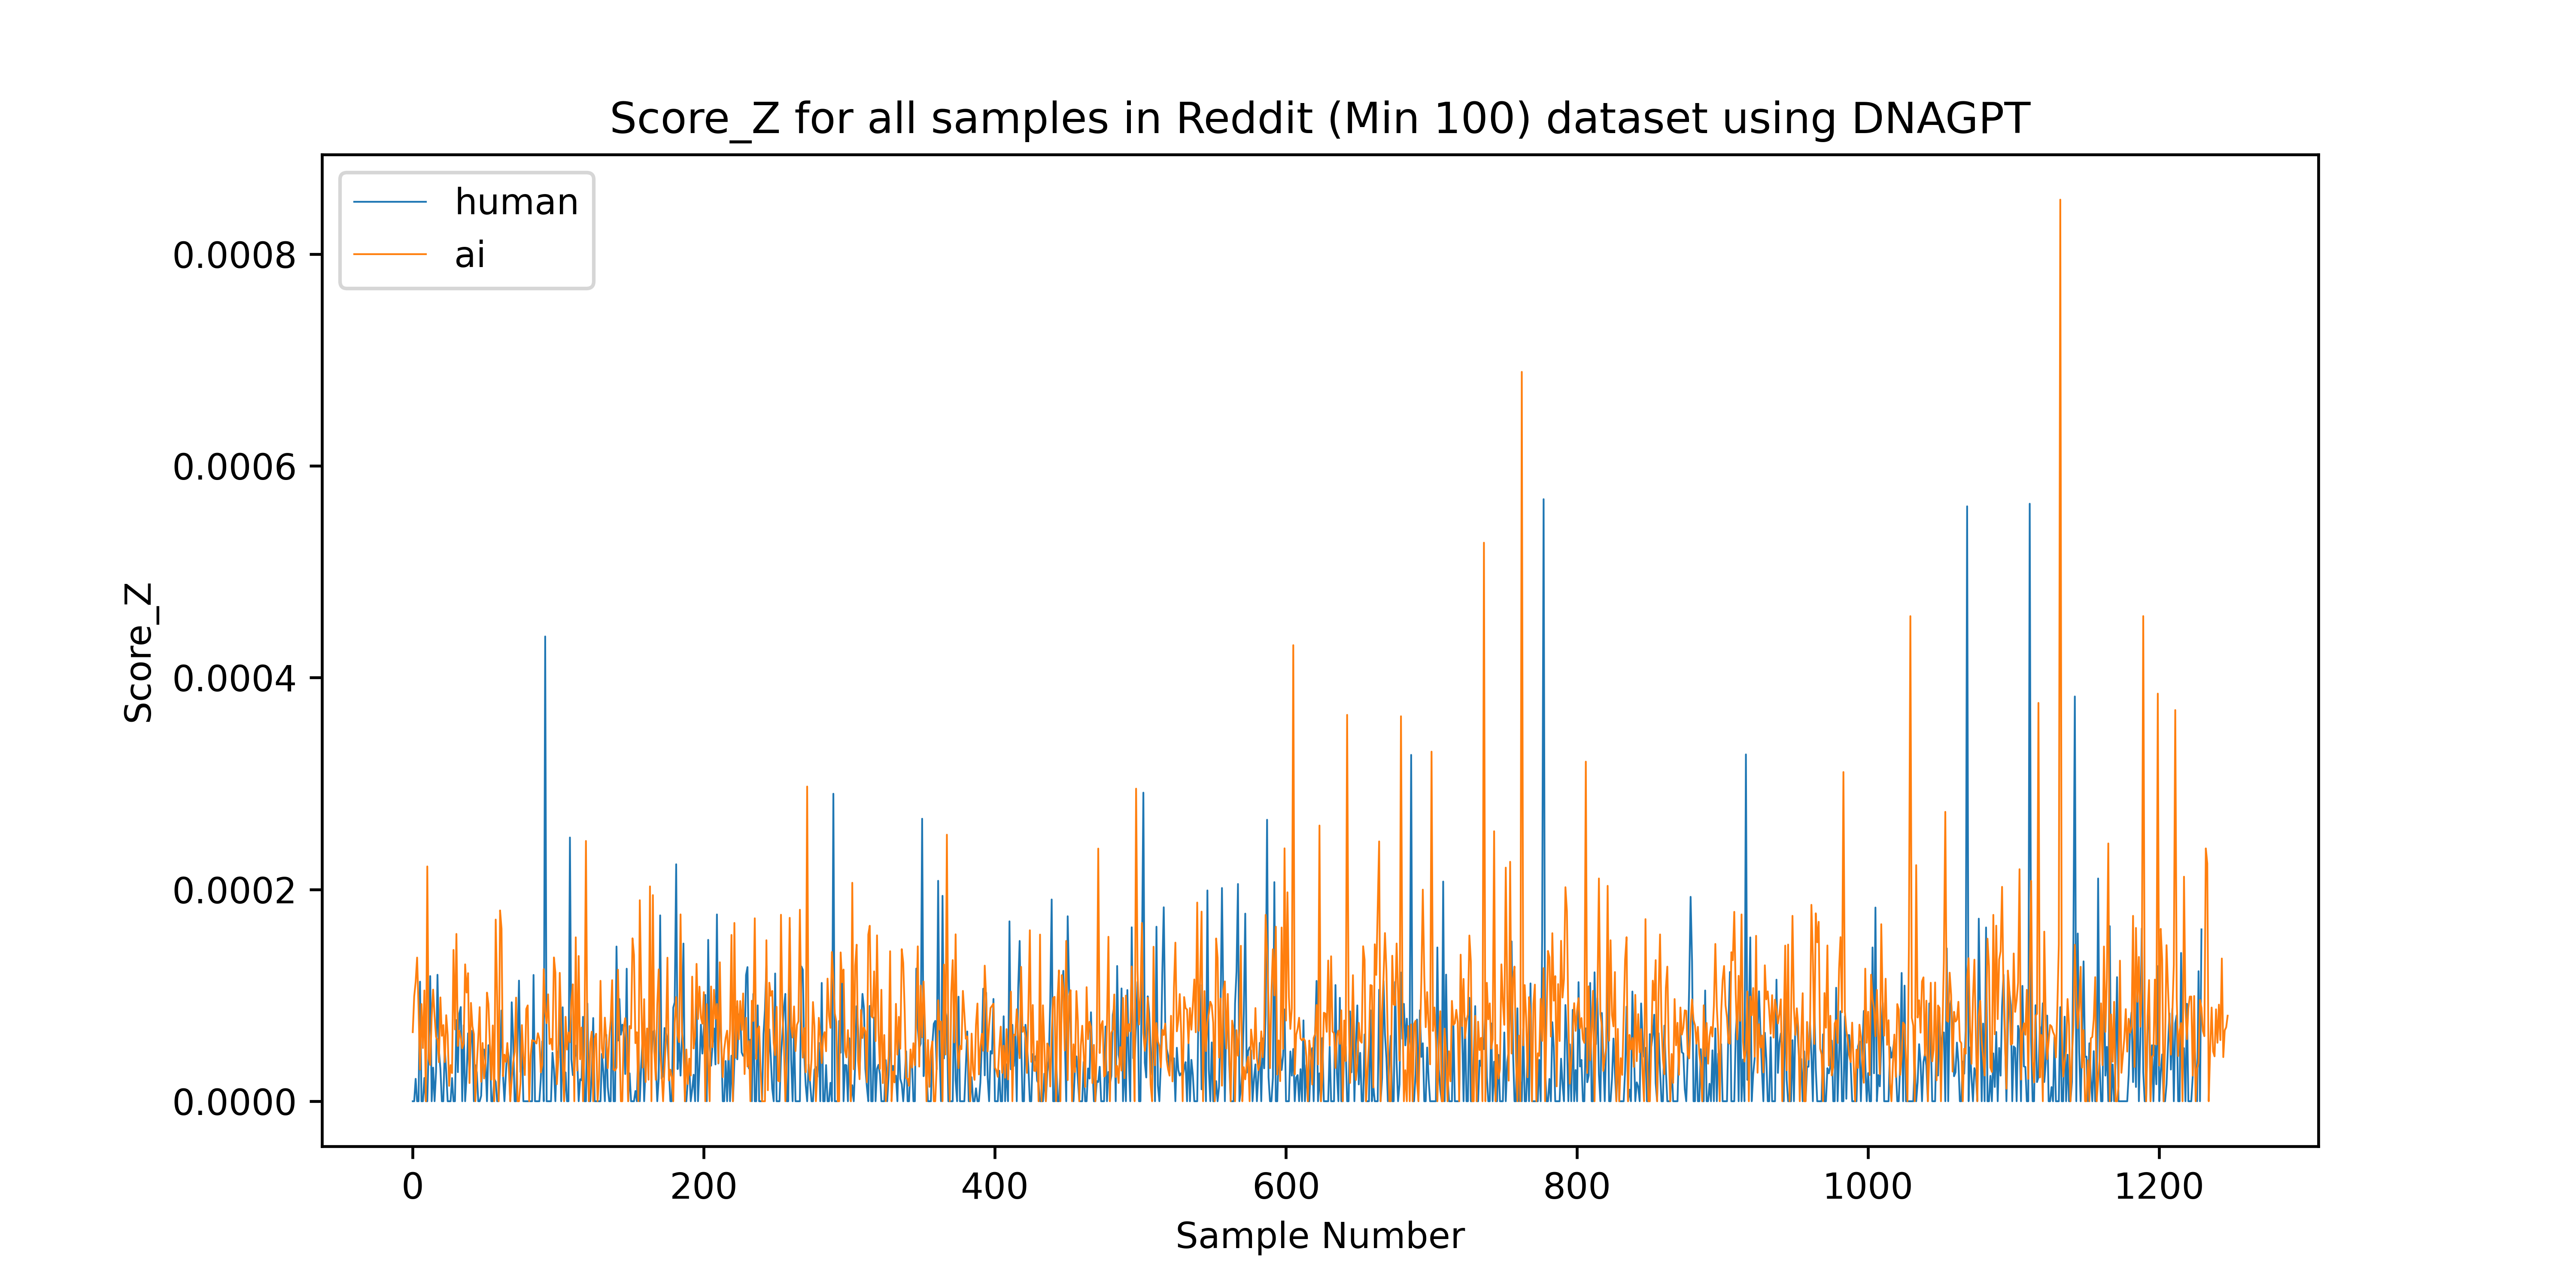 Score_Z for all samples in Reddit (Min 100) dataset using DNAGPT
human
ai
0.0008
0.0006
0.0004
0.0002
0.0000
Score_Z
0 200 400 600 800 1000 1200
Sample Number